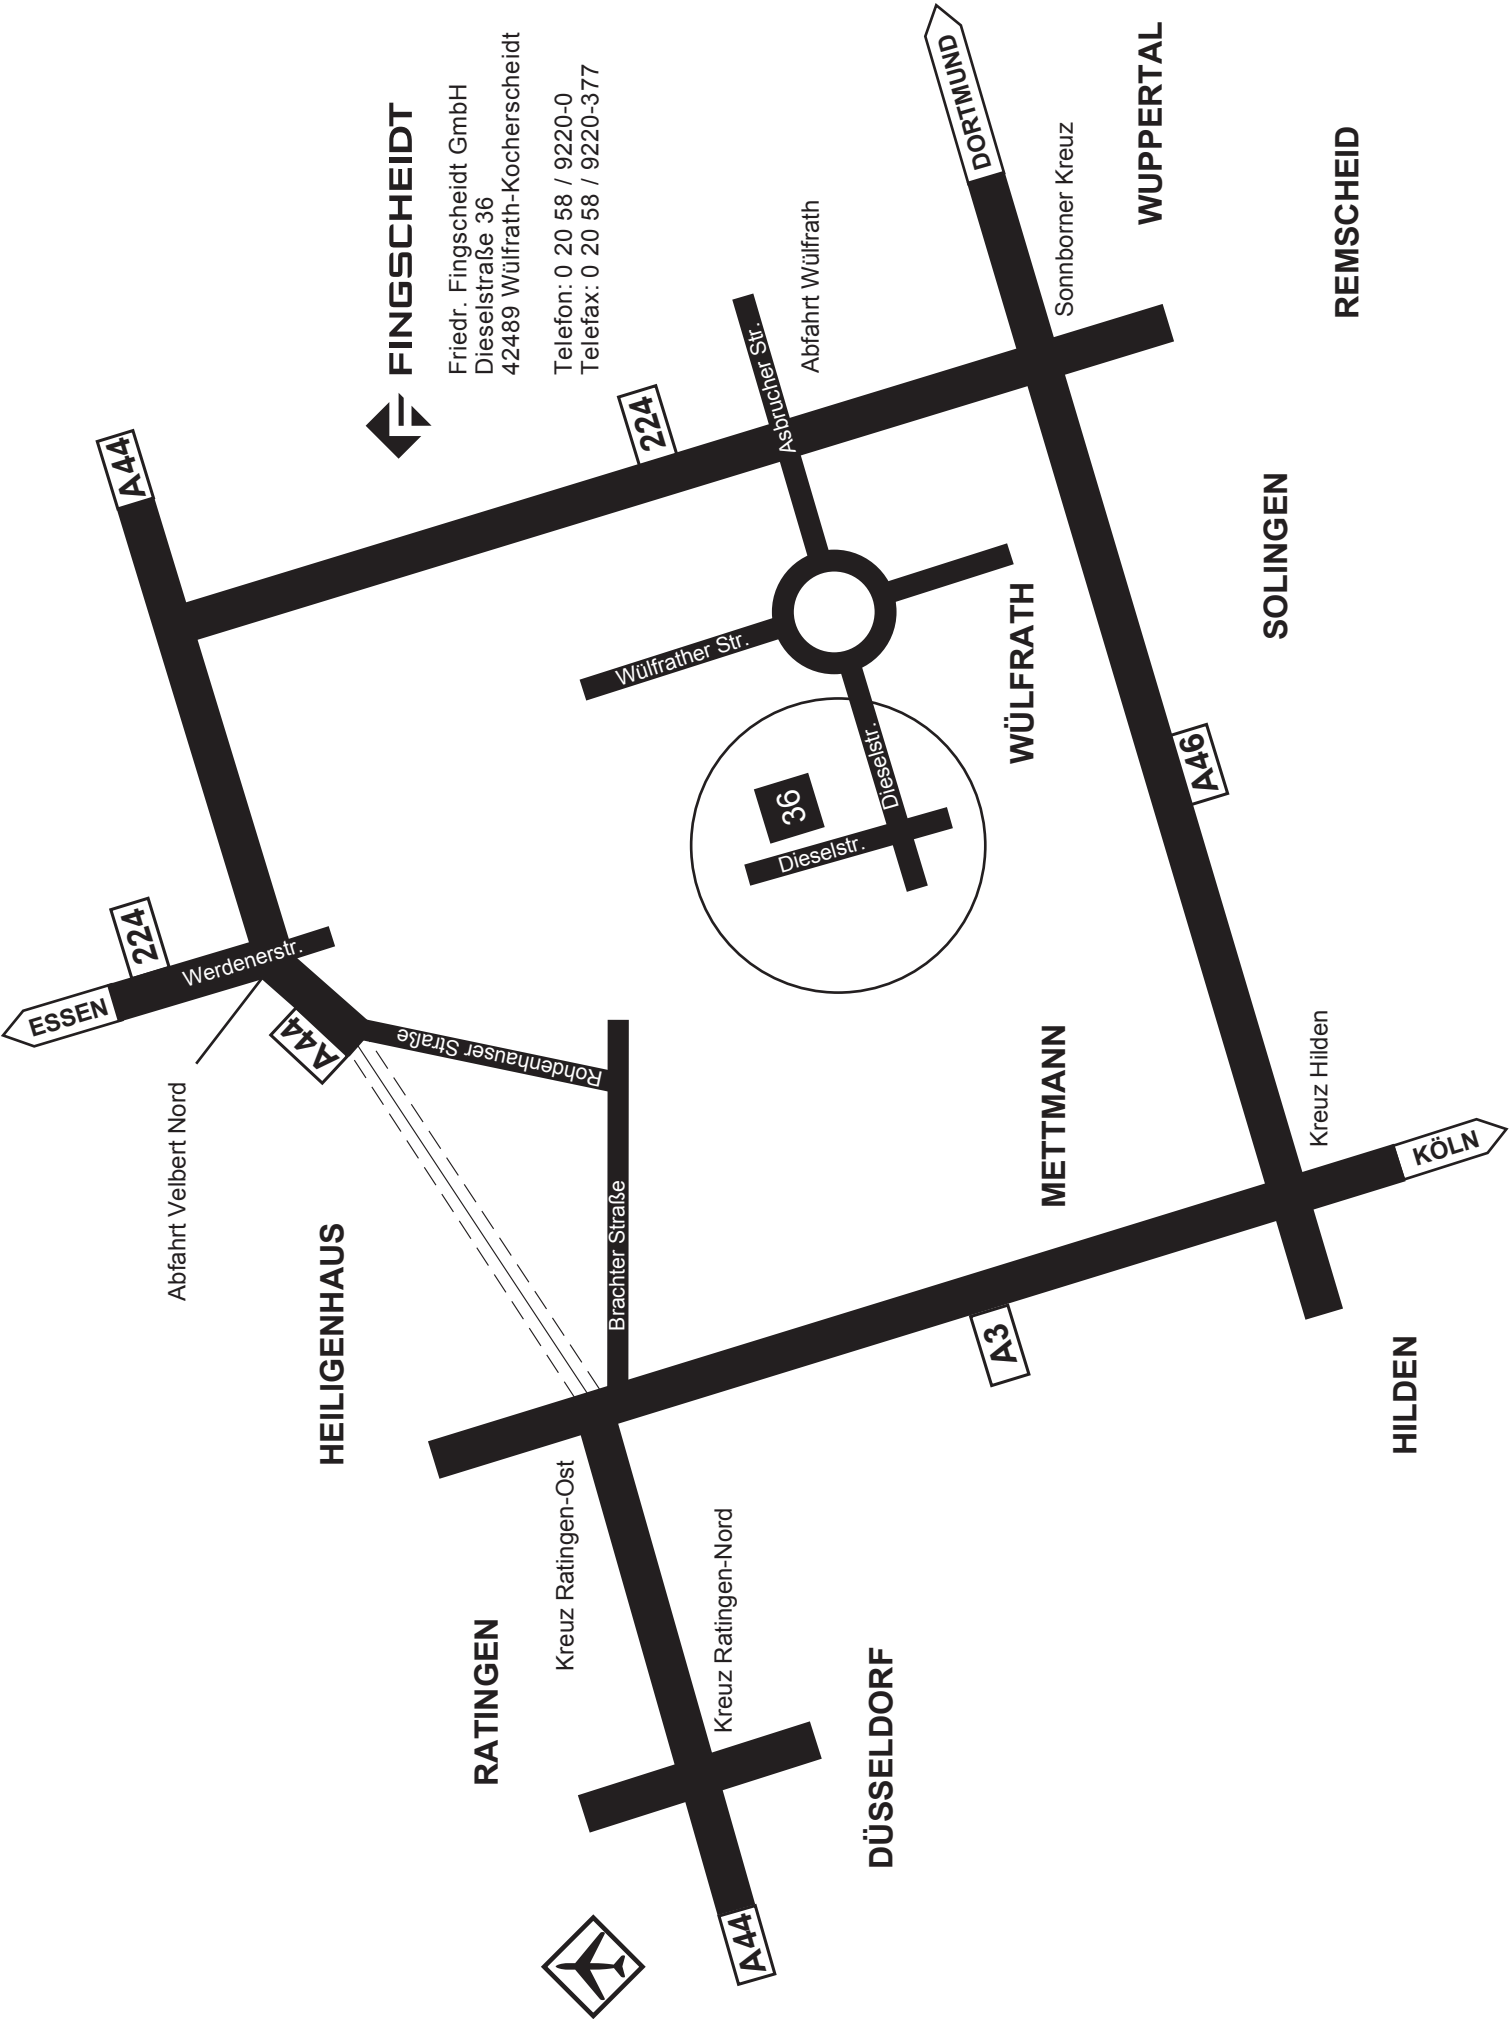 FINGSCHEIDT
Friedr. Fingscheidt GmbH
Dieselstraße 36
42489 Wülfrath-Kocherscheidt
Telefon: 0 20 58 / 9220-0
Telefax: 0 20 58 / 9220-377
A44
224
ESSEN
Werdenerstr.
Abfahrt Velbert Nord
A44
Rohdenhauser Straße
HEILIGENHAUS
Brachter Straße
RATINGEN
Kreuz Ratingen-Ost
Kreuz Ratingen-Nord
A44
DÜSSELDORF
224
Asbrucher Str.
Abfahrt Wülfrath
Wülfrather Str.
36
Dieselstr.
Dieselstr.
WÜLFRATH
METTMANN
A3
DORTMUND
Sonnborner Kreuz
WUPPERTAL
REMSCHEID
SOLINGEN
A46
Kreuz Hilden
KÖLN
HILDEN